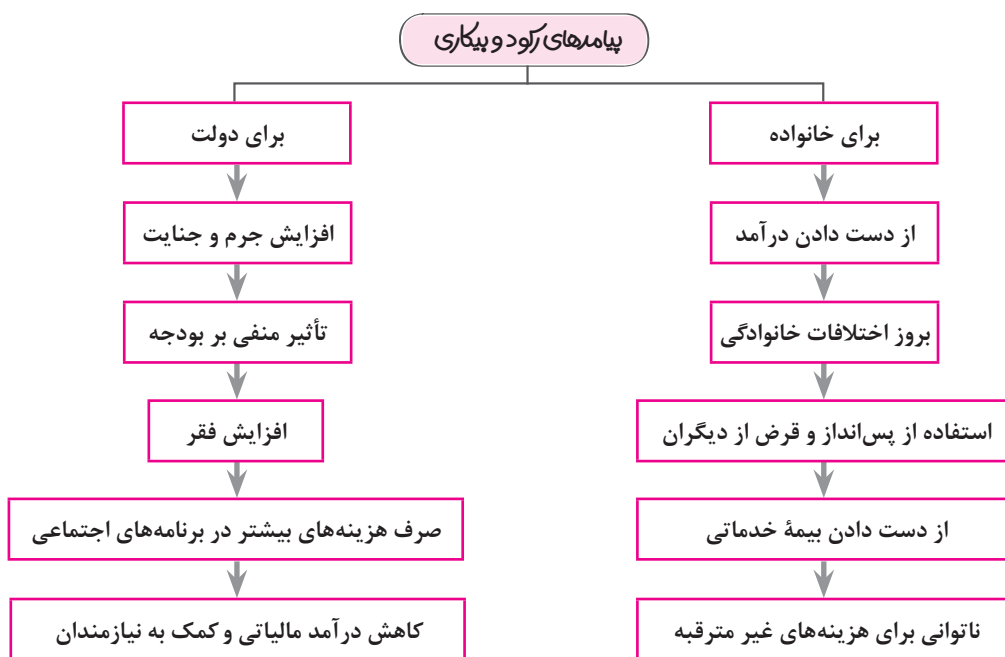 پیامدهای رکود و بیکاری
برای خانواده
از دست دادن درآمد
بروز اختلافات خانوادگی
استفاده از پس‌انداز و قرض از دیگران
از دست دادن بیمهٔ خدماتی
ناتوانی برای هزینه‌های غیر مترقبه
برای دولت
افزایش جرم و جنایت
تأثیر منفی بر بودجه
افزایش فقر
صرف هزینه‌های بیشتر در برنامه‌های اجتماعی
کاهش درآمد مالیاتی و کمک به نیازمندان